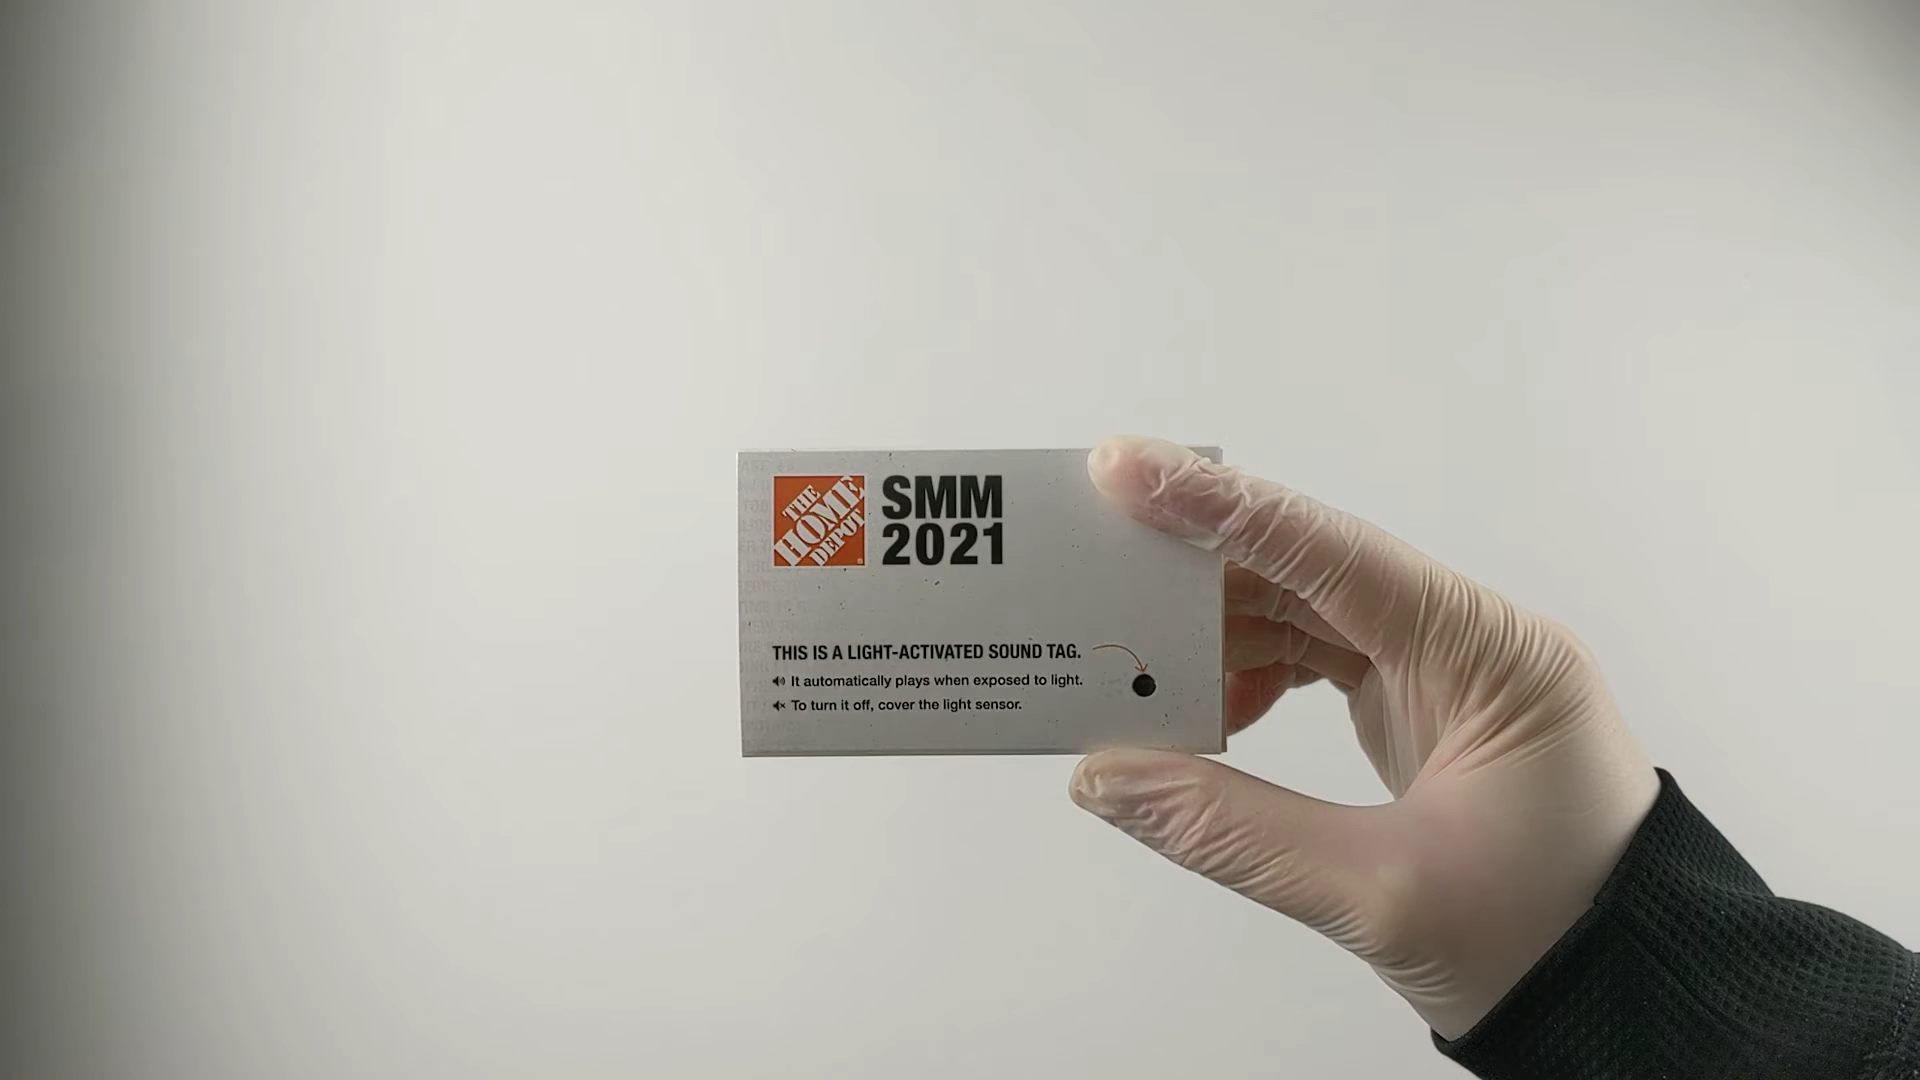 THE
HOME
DEPOT
SMM
2021
THIS IS A LIGHT-ACTIVATED SOUND TAG.
It automatically plays when exposed to light.
To turn it off, cover the light sensor.